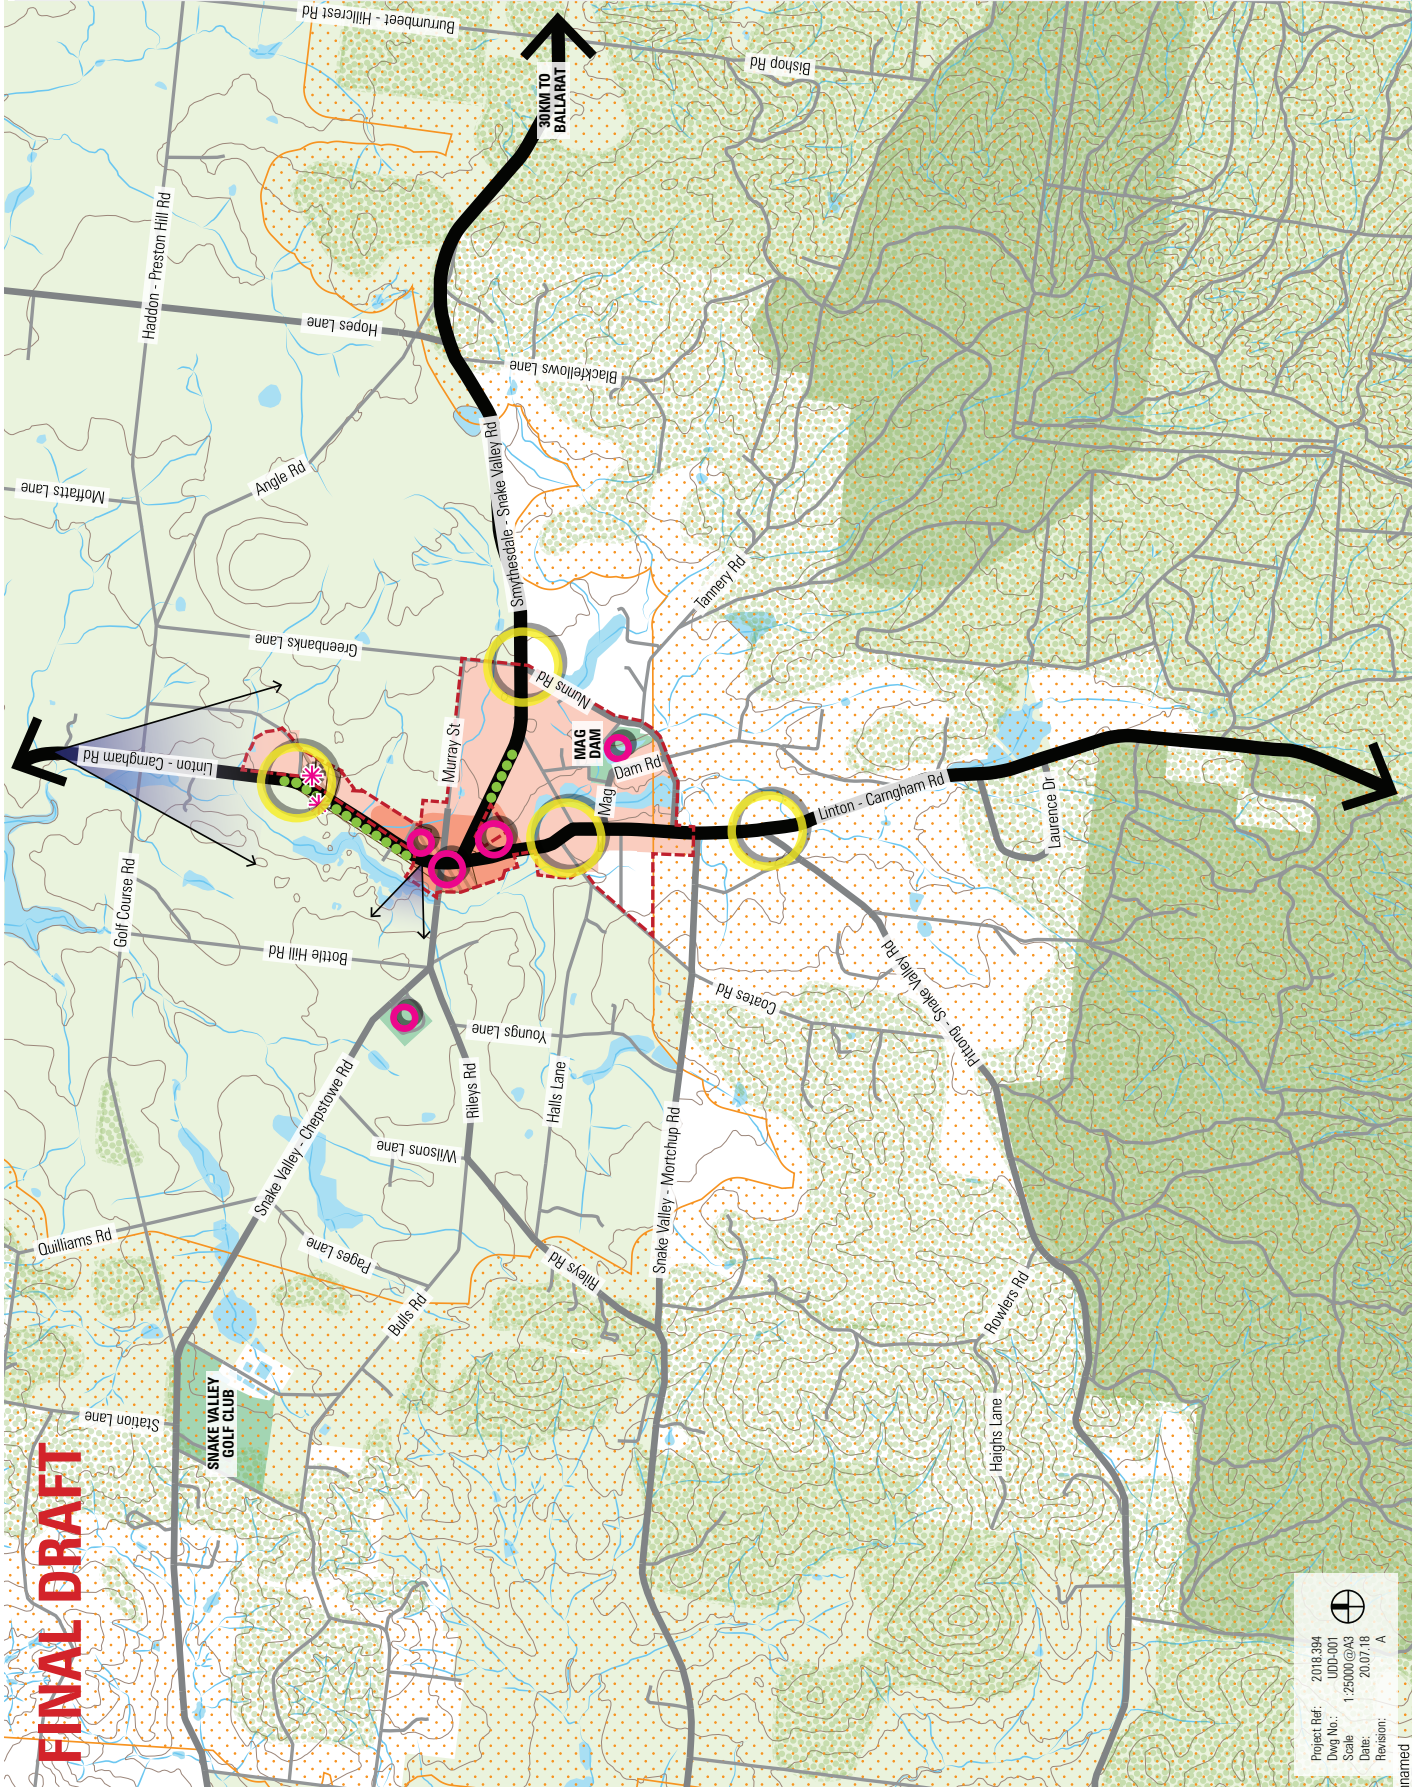 FINAL DRAFT
Burrumbeet - Hillcrest Rd
Bishop Rd
30KM TO
BALLARAT
Haddon - Preston Hill Rd
Hopes Lane
Blackfellows Lane
Moffatts Lane
Angle Rd
Smythesdale - Snake Valley Rd
Greenbanks Lane
Tannery Rd
Nunns Rd
Linton - Carngham Rd
Murray St
MAG
DAM
Mag
Dam Rd
Linton - Carngham Rd
Laurence Dr
Golf Course Rd
Bottle Hill Rd
Coates Rd
Pittong - Snake Valley Rd
Youngs Lane
Halls Lane
Rileys Rd
Snake Valley - Chepstowe Rd
Wilsons Lane
Snake Valley - Mortchup Rd
Quilliams Rd
Pages Lane
Rileys Rd
Bulls Rd
Rowlers Rd
Haighs Lane
Station Lane
SNAKE VALLEY
GOLF CLUB
Project Ref: 2018.394
Dwg No.: UDD-001
Scale 1:25000@A3
Date: 20.07.18
Revision: A